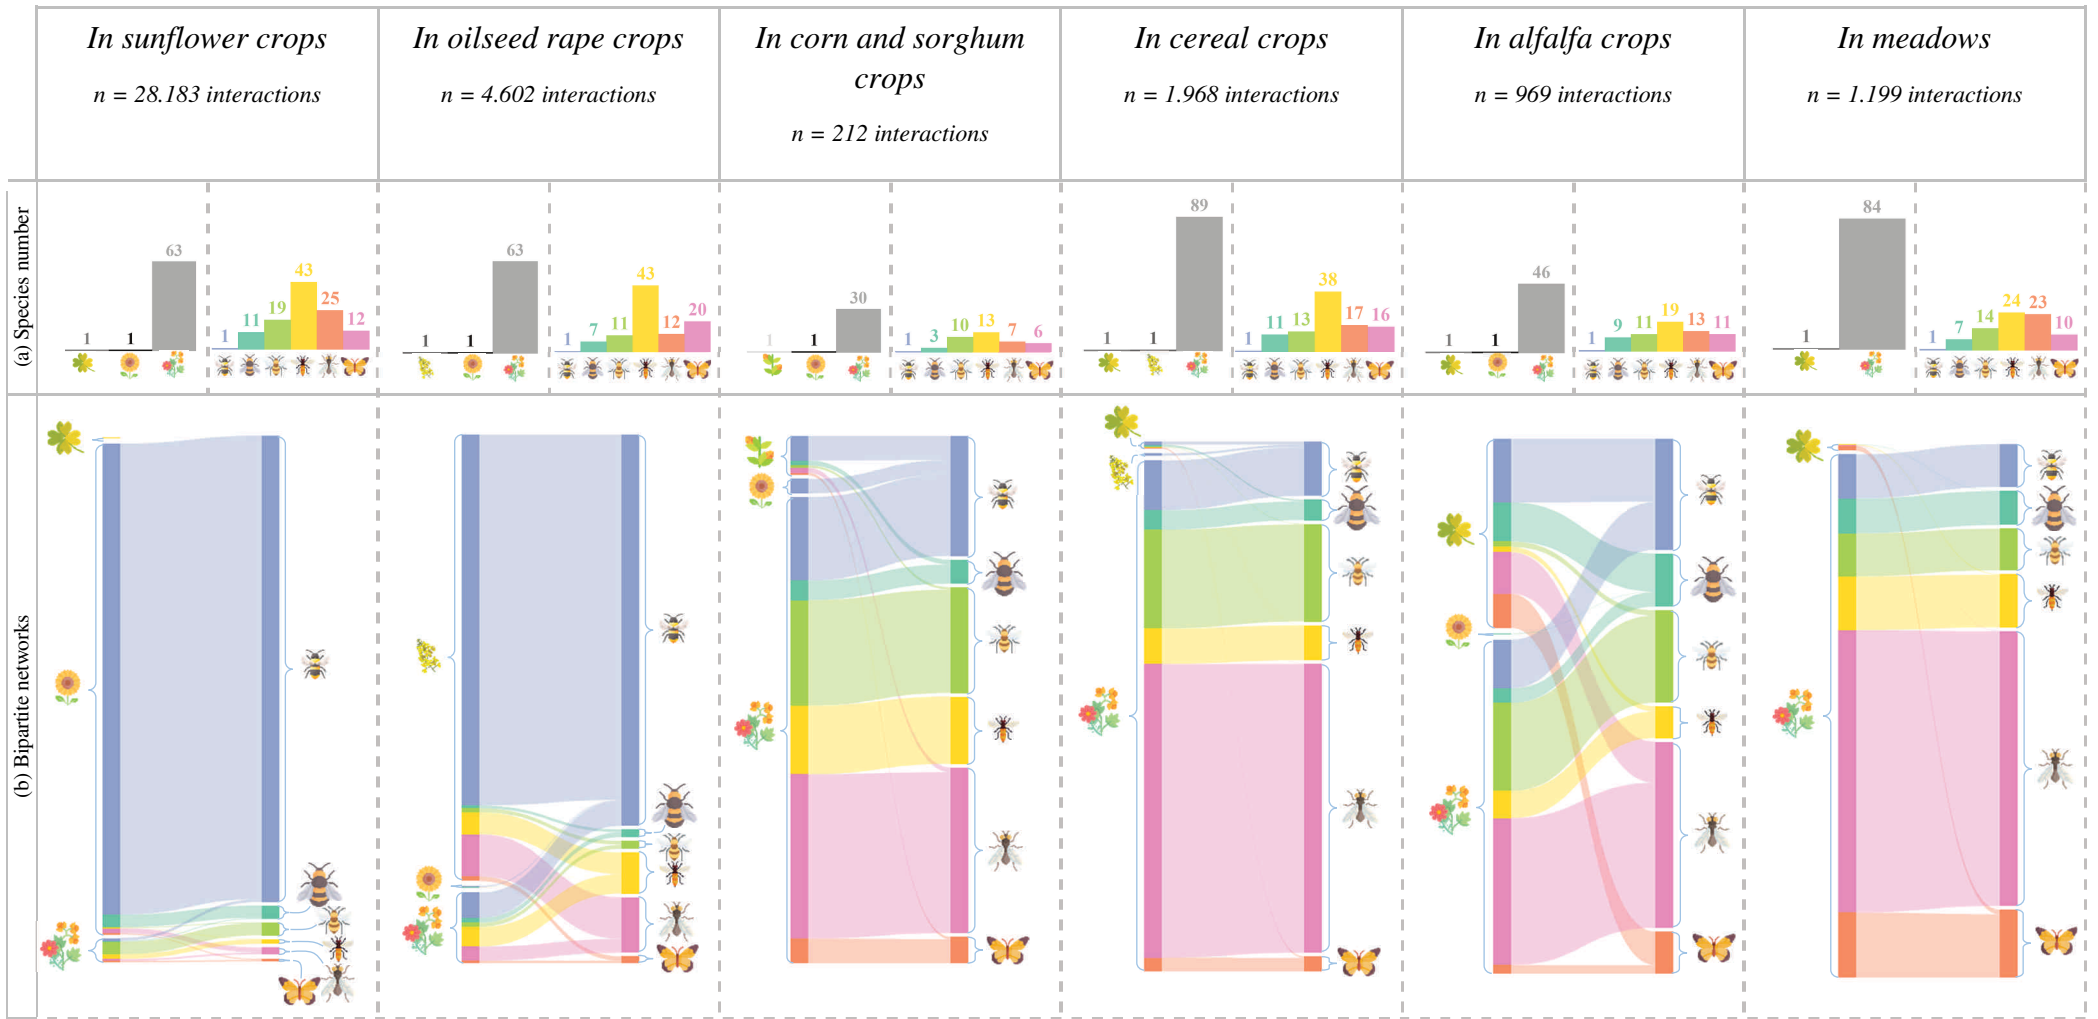 In sunflower crops
n = 28.183 interactions
In oilseed rape crops
n = 4.602 interactions
In corn and sorghum
crops
n = 212 interactions
In cereal crops
n = 1.968 interactions
In alfalfa crops
n = 969 interactions
In meadows
n = 1.199 interactions
(a) Species number
1 1 63
1 11 19 43 25 12
1 1 63
1 7 11 43 12 20
1 1 30
1 3 10 13 7 6
1 1 89
1 11 13 38 17 16
1 1 46
1 9 11 19 13 11
1 84
1 7 14 24 23 10
(b) Bipartite networks